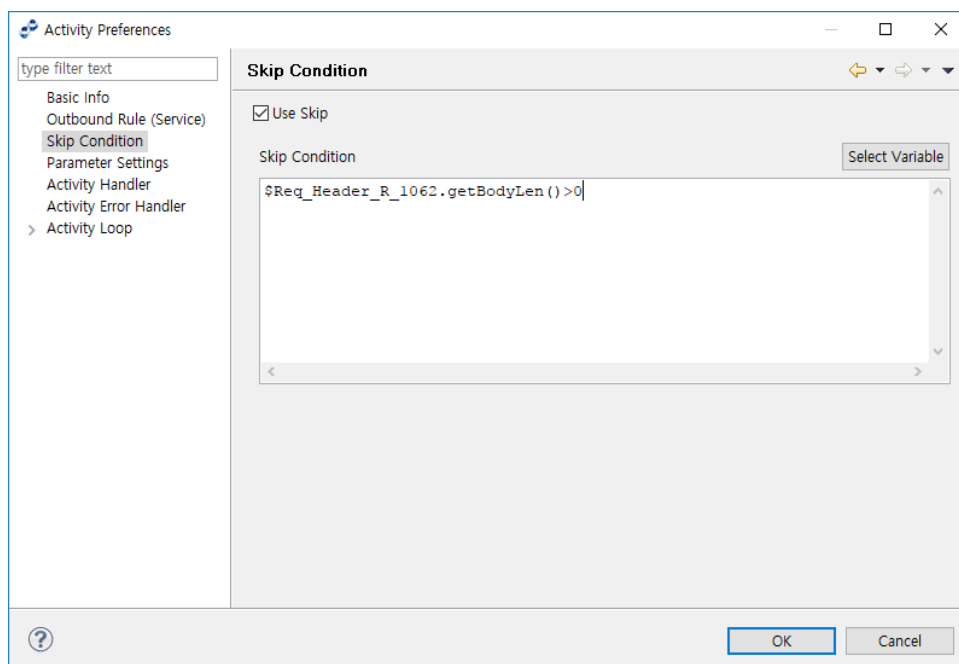 Activity Preferences
type filter text
Basic Info
Outbound Rule (Service)
Skip Condition
Parameter Settings
Activity Handler
Activity Error Handler
Activity Loop
Skip Condition
Use Skip
Skip Condition
Select Variable
$Req_Header_R_1062.getBodyLen()>0
?
OK
Cancel